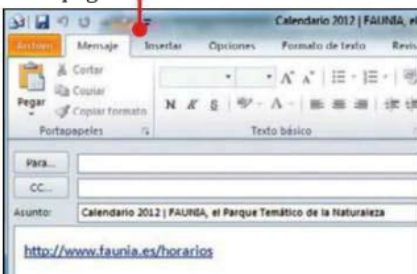 Calendario 2012 | FAUNIA, el
Archivo Mensaje Insertar Opciones Formato de texto Revis
Cortar
Copiar
Pegar
Copiar formato
N K S A
Portapapeles Texto básico
Para...
CC...
Asunto: Calendario 2012 | FAUNIA, el Parque Temático de la Naturaleza
http://www.faunia.es/horarios